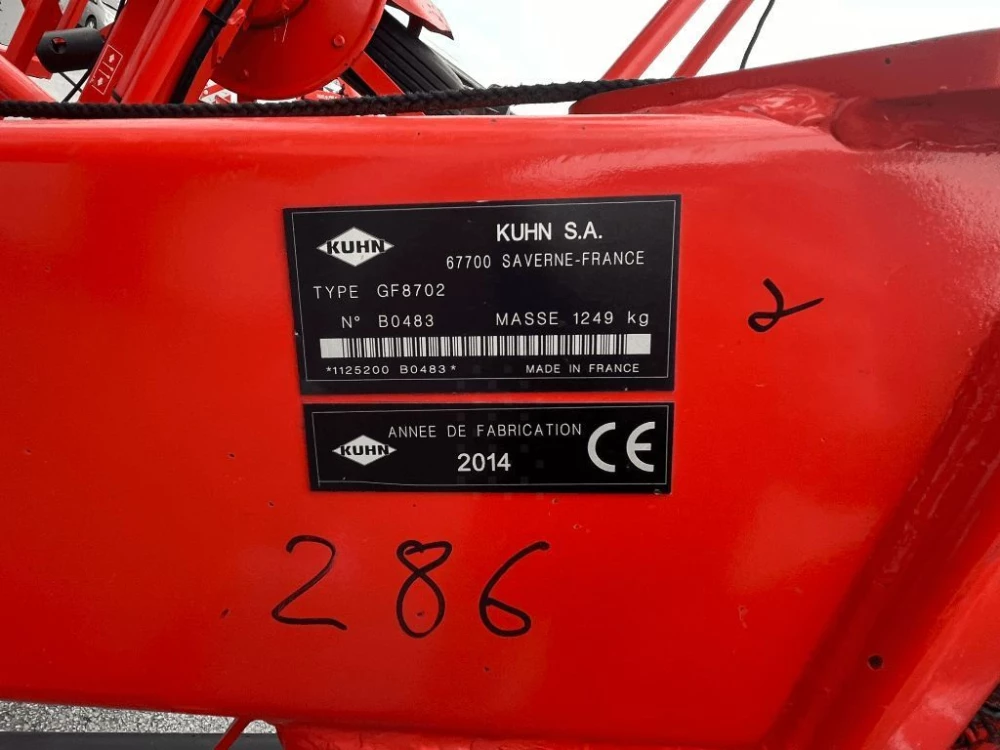 KUHN
KUHN S.A.
67700 SAVERNE-FRANCE
TYPE GF8702
N° B0483 MASSE 1249 kg
*1125200 B0483*
MADE IN FRANCE
KUHN
ANNEE DE FABRICATION
2014
CE
2
286